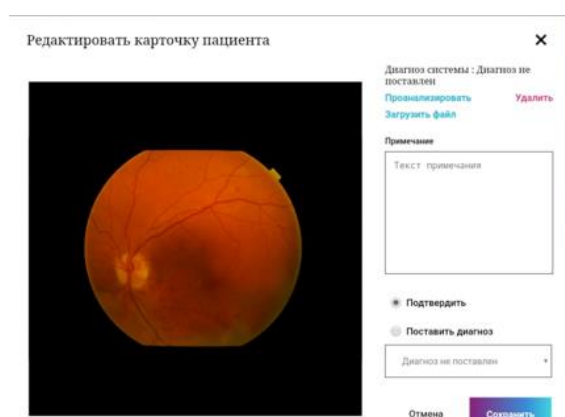 Редактировать карточку пациента
Диагноз системы : Диагноз не
поставлен
Проанализировать Удалить
Загрузить файл
Примечание
Текст примечания
Подтвердить
Поставить диагноз
Диагноз не поставлен
Отмена Сохранить